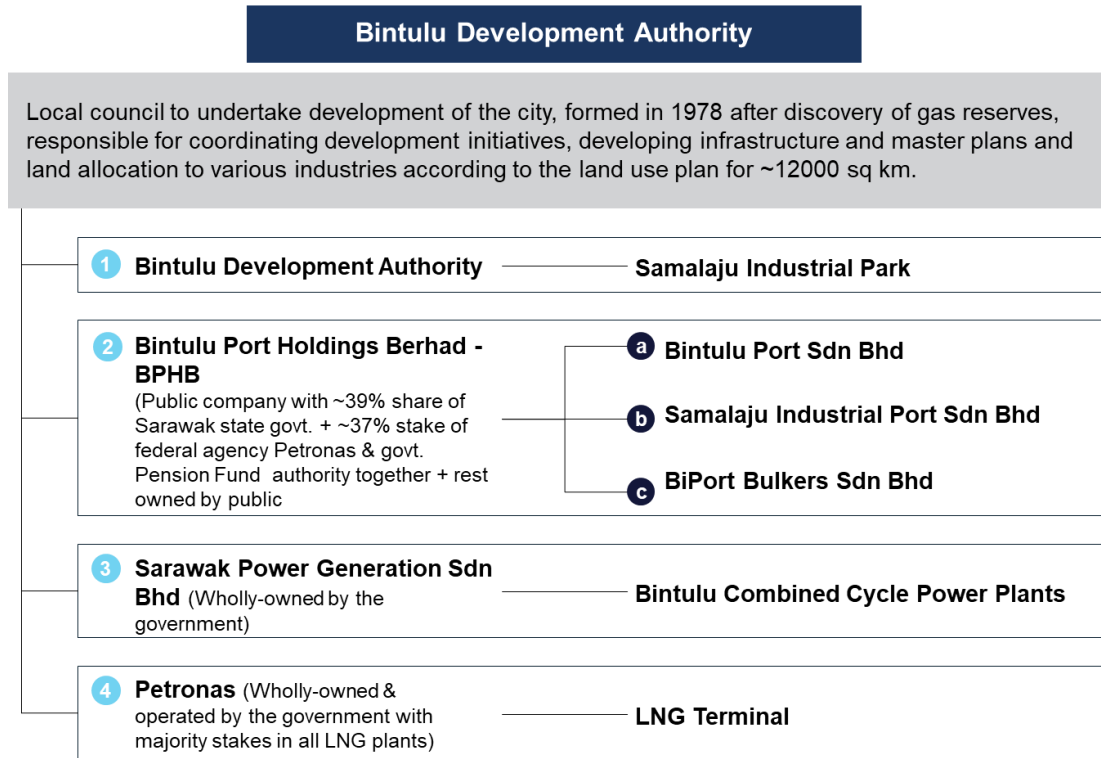 Bintulu Development Authority
Local council to undertake development of the city, formed in 1978 after discovery of gas reserves,
responsible for coordinating development initiatives, developing infrastructure and master plans and
land allocation to various industries according to the land use plan for ~12000 sq km.
1 Bintulu Development Authority
Samalaju Industrial Park
2 Bintulu Port Holdings Berhad -
BPHB
(Public company with ~39% share of
Sarawak state govt. + ~37% stake of
federal agency Petronas & govt.
Pension Fund authority together + rest
owned by public
a Bintulu Port Sdn Bhd
b Samalaju Industrial Port Sdn Bhd
c BiPort Bulkers Sdn Bhd
3 Sarawak Power Generation Sdn
Bhd (Wholly-owned by the
government)
Bintulu Combined Cycle Power Plants
4 Petronas (Wholly-owned &
operated by the government with
majority stakes in all LNG plants)
LNG Terminal